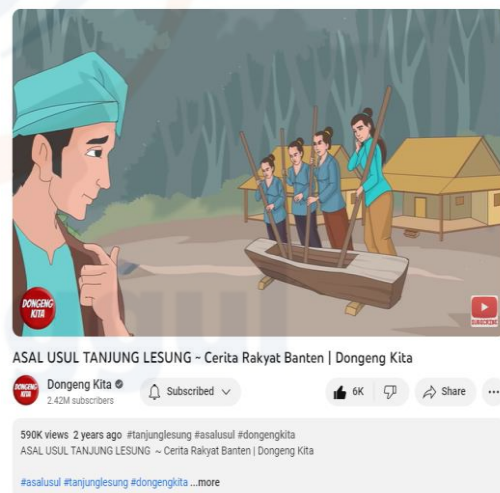 DONGENG
KITA
SUBSCRIBE
ASAL USUL TANJUNG LESUNG ~ Cerita Rakyat Banten | Dongeng Kita
DONGENG
KITA
Dongeng Kita
2.42M subscribers
Subscribed
6K
Share
...
590K views 2 years ago #tanjunglesung #asalusul #dongengkita
ASAL USUL TANJUNG LESUNG ~ Cerita Rakyat Banten | Dongeng Kita
#asalusul #tanjunglesung #dongengkita ...more